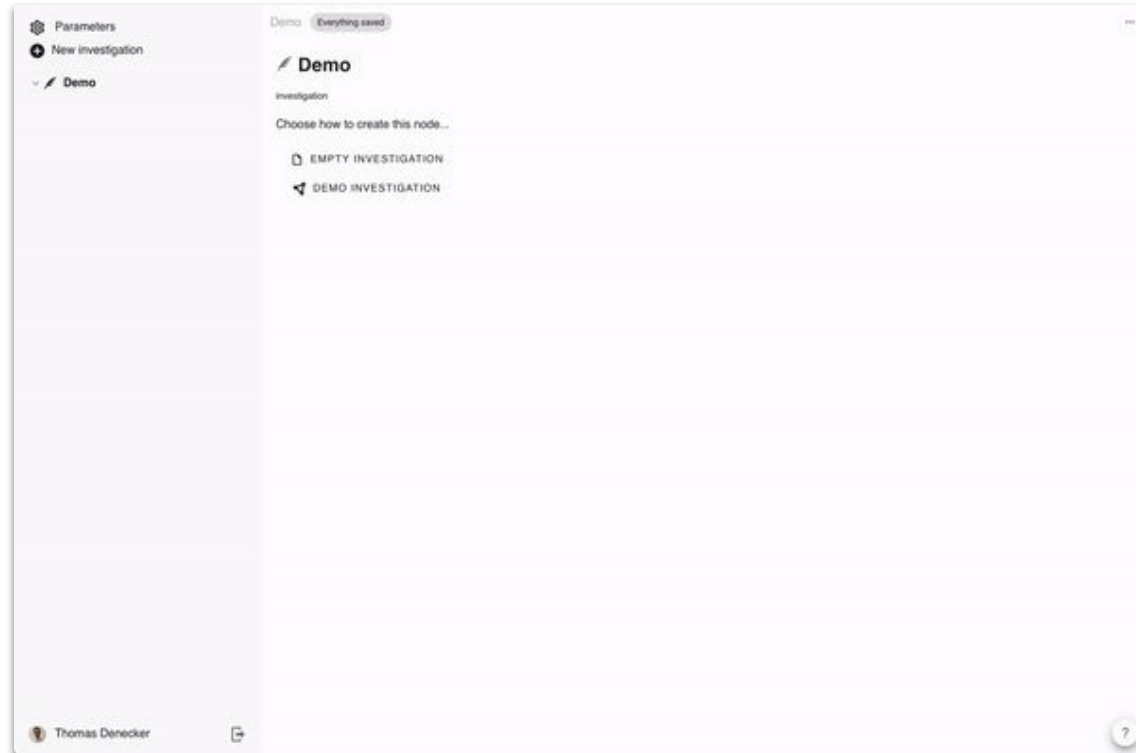 Parameters
New investigation
Demo
Demo Everything saved
Demo
investigation
Choose how to create this node...
EMPTY INVESTIGATION
DEMO INVESTIGATION
Thomas Denecker
?